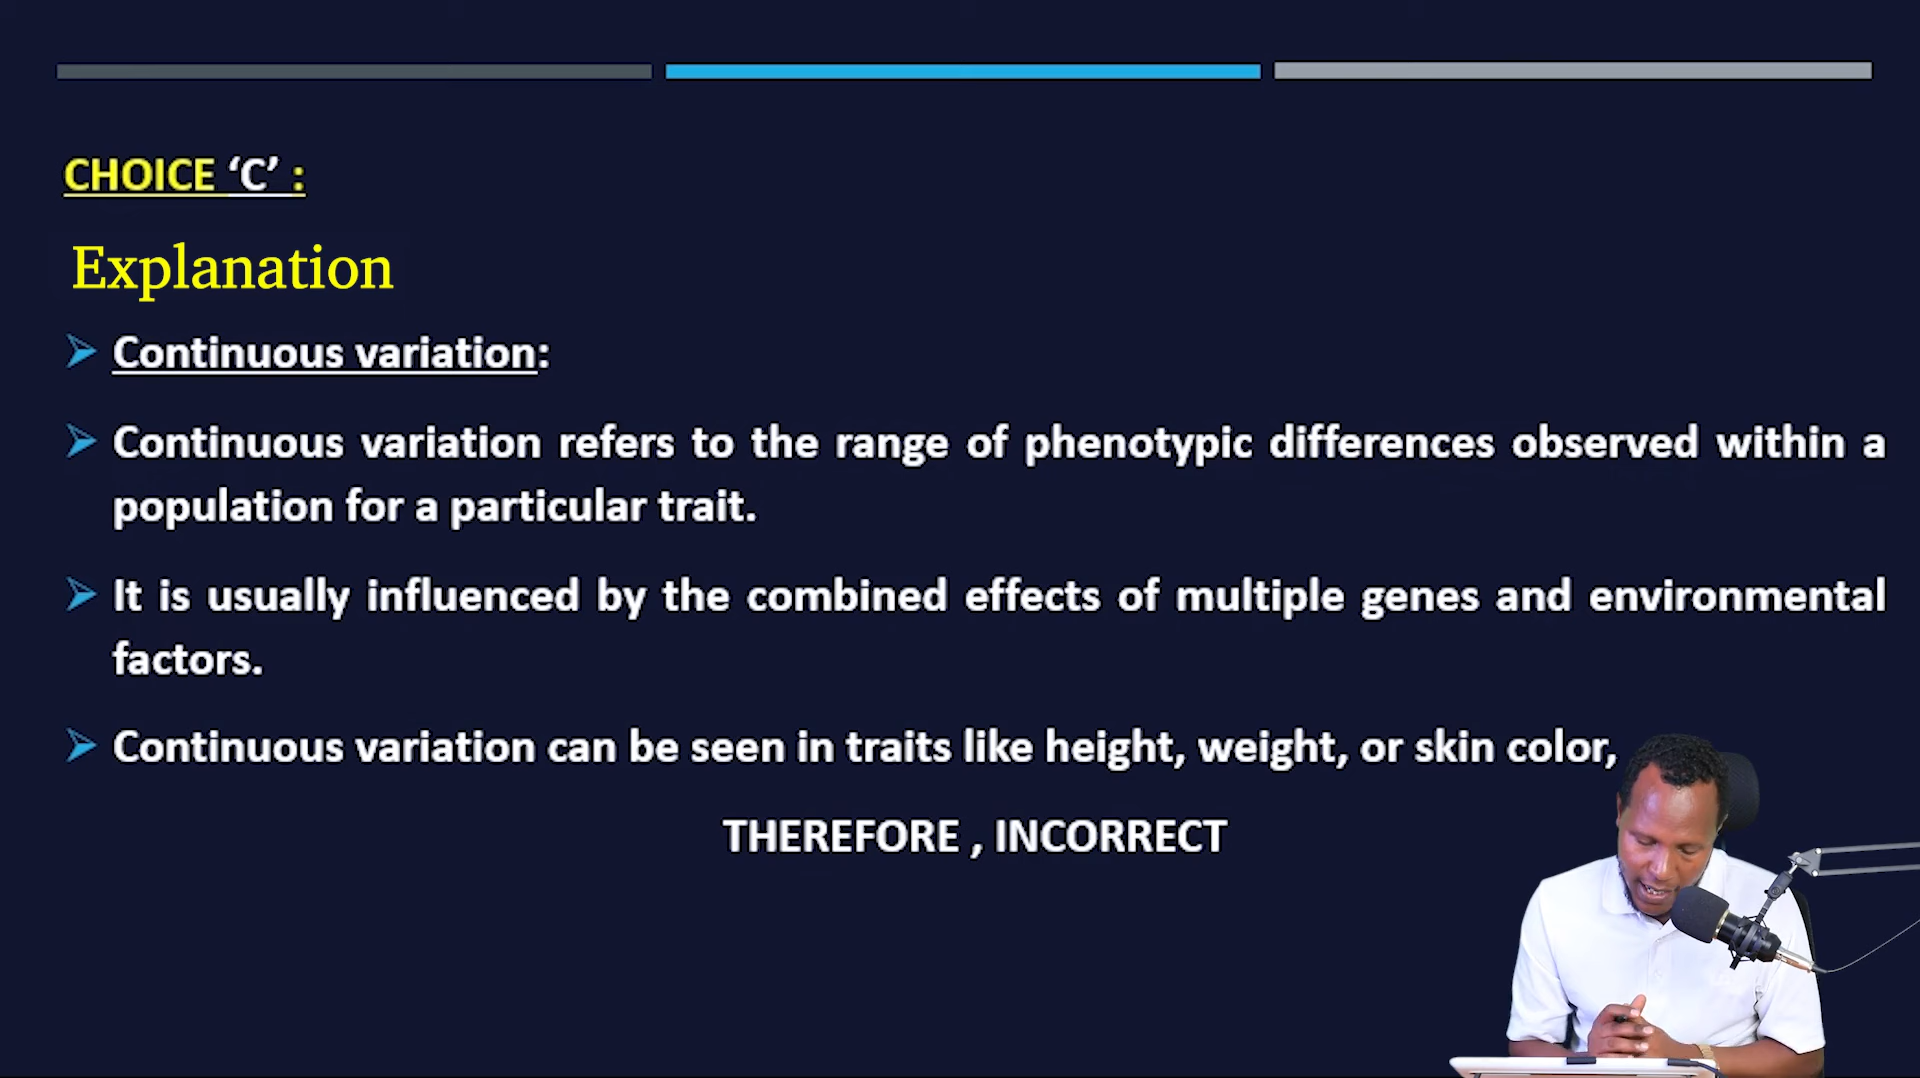 CHOICE ‘C’ :
Explanation
Continuous variation:
Continuous variation refers to the range of phenotypic differences observed within a
population for a particular trait.
It is usually influenced by the combined effects of multiple genes and environmental
factors.
Continuous variation can be seen in traits like height, weight, or skin color,
THEREFORE , INCORRECT